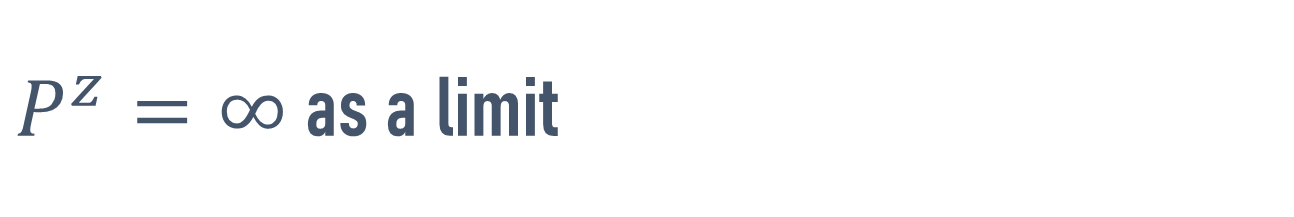 P^z = ∞ as a limit